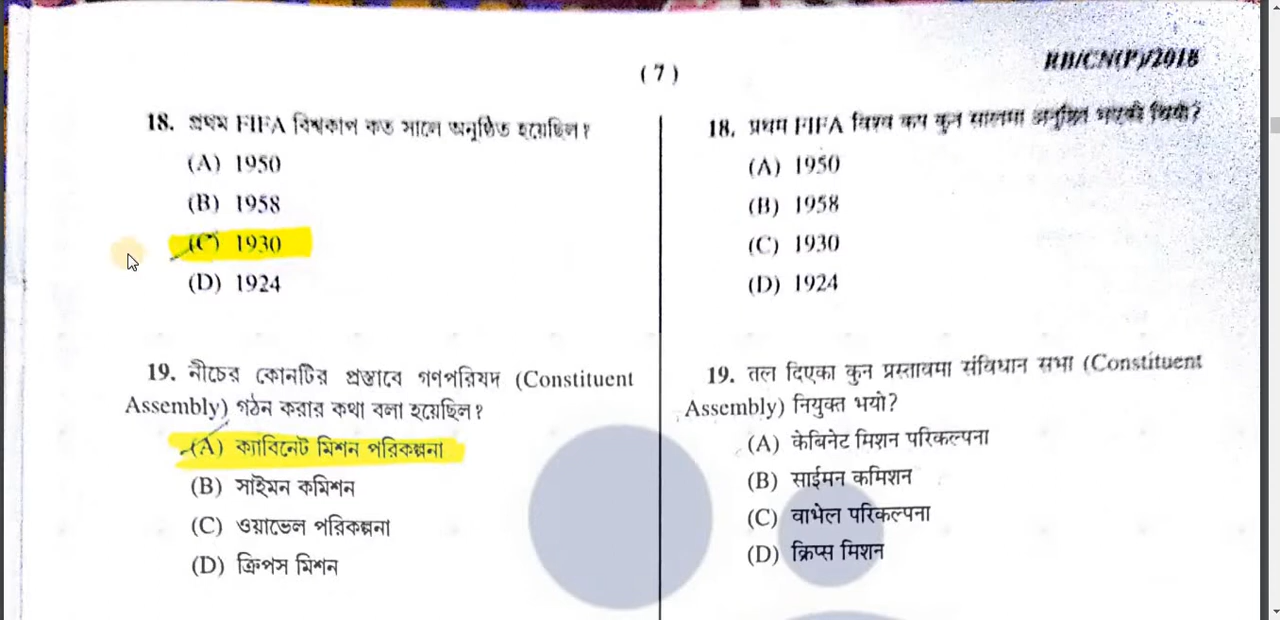 RB/CN(P)/2018
( 7 )
18. প্রথম FIFA বিশ্বকাপ কত সালে অনুষ্ঠিত হয়েছিল?
(A) 1950
(B) 1958
(C) 1930
(D) 1924
19. নীচের কোনটির প্রস্তাবে গণপরিষদ (Constituent
Assembly) গঠন করার কথা বলা হয়েছিল?
(A) ক্যাবিনেট মিশন পরিকল্পনা
(B) সাইমন কমিশন
(C) ওয়াভেল পরিকল্পনা
(D) ক্রিপস মিশন
18. प्रथम FIFA विश्व कप कुन सालमा अनुष्ठित भएको थियो?
(A) 1950
(B) 1958
(C) 1930
(D) 1924
19. तल दिएका कुन प्रस्तावमा संविधान सभा (Constituent
Assembly) नियुक्त भयो?
(A) केबिनेट मिशन परिकल्पना
(B) साईमन कमिशन
(C) वाभेल परिकल्पना
(D) क्रिप्स मिशन